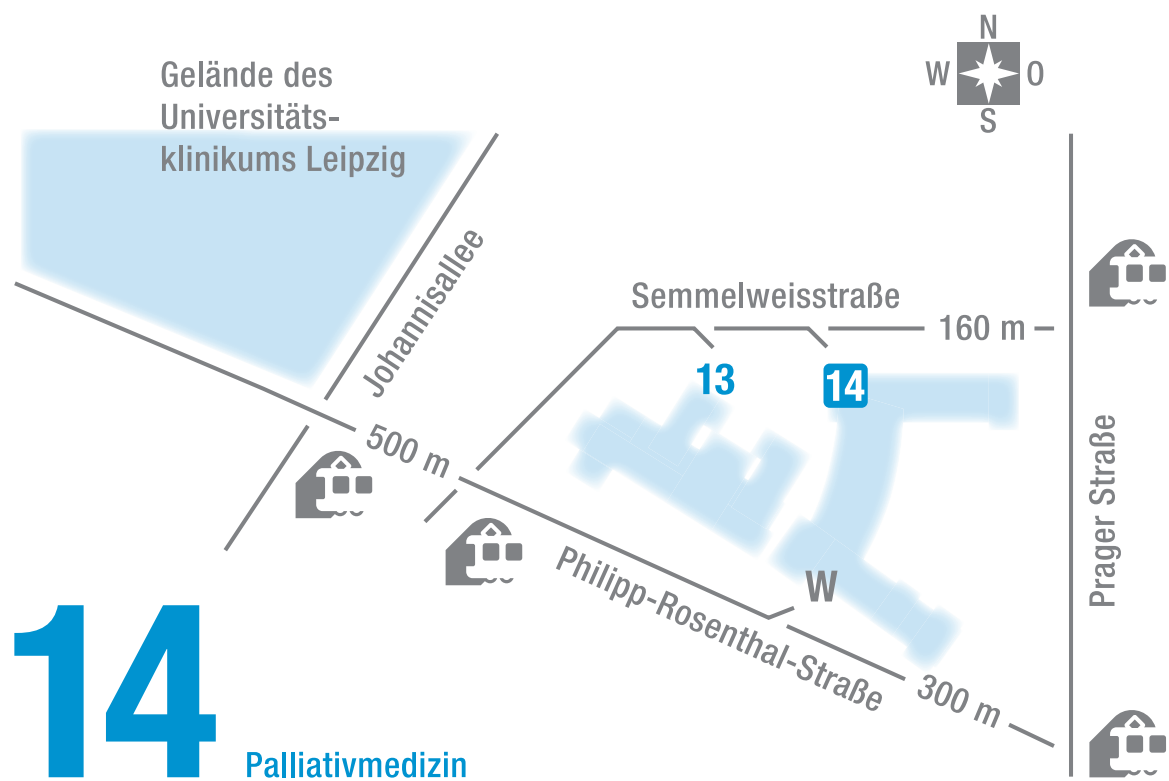 N
W O
S
Gelände des
Universitäts-
klinikums Leipzig
Johannisallee
Semmelweisstraße
160 m
13
14
500 m
Prager Straße
Philipp-Rosenthal-Straße
W
300 m
14
Palliativmedizin